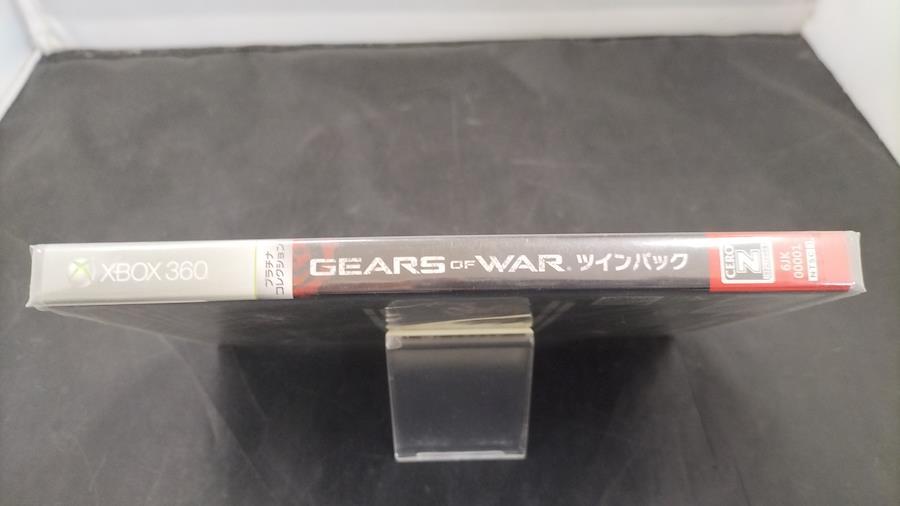 XBOX 360
プラチナ
コレクション
GEARS OF WAR® ツインパック
CERO
Z
6JK
00001
NTSC-J